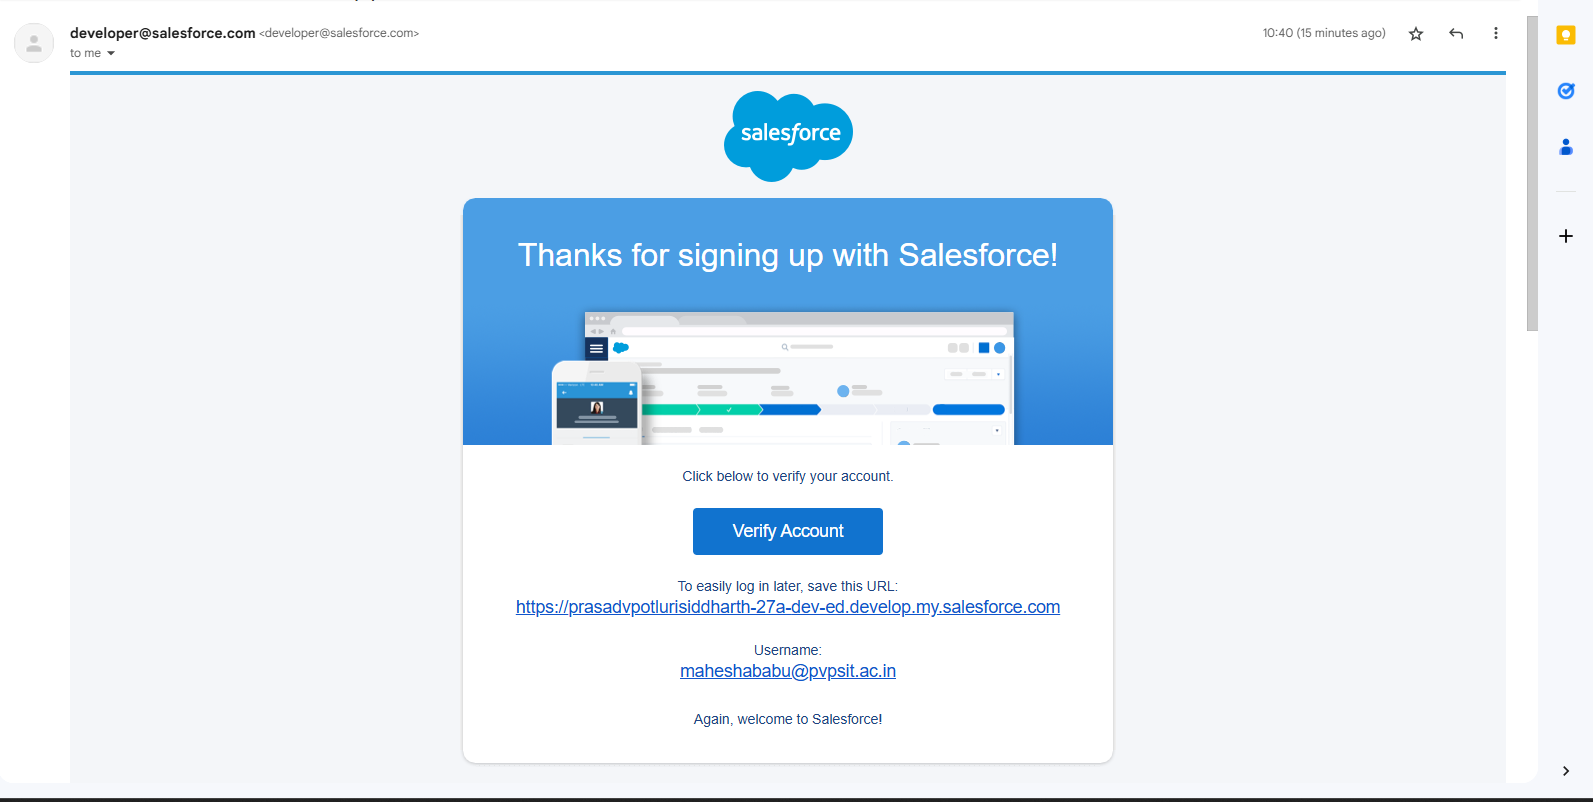 developer@salesforce.com <developer@salesforce.com>
10:40 (15 minutes ago)
to me
salesforce
Thanks for signing up with Salesforce!
Click below to verify your account.
Verify Account
To easily log in later, save this URL:
https://prasadvpotlurisiddharth-27a-dev-ed.develop.my.salesforce.com
Username:
maheshababu@pvpsit.ac.in
Again, welcome to Salesforce!